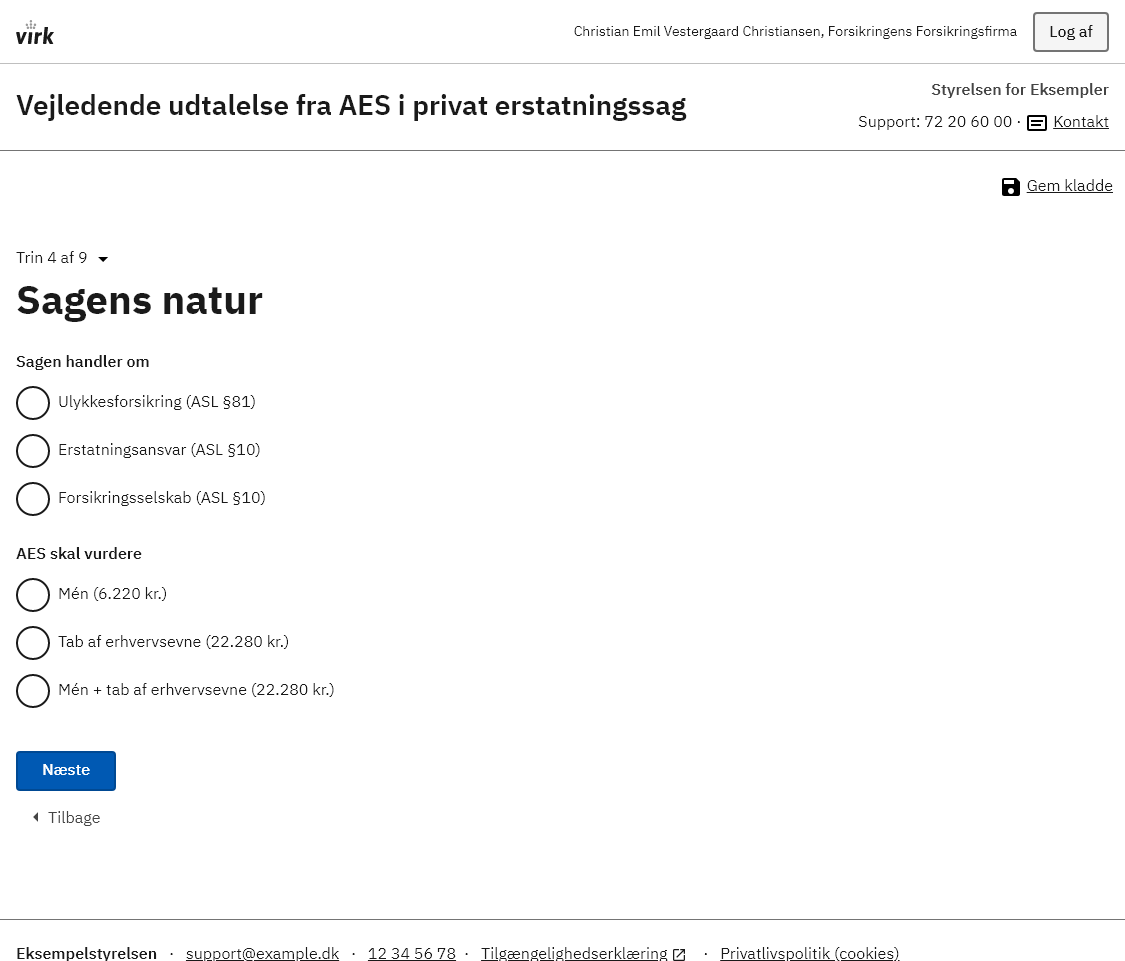 virk
Christian Emil Vestergaard Christiansen, Forsikringens Forsikringsfirma
Log af
Vejledende udtalelse fra AES i privat erstatningssag
Styrelsen for Eksempler
Support: 72 20 60 00 · Kontakt
Gem kladde
Trin 4 af 9
Sagens natur
Sagen handler om
Ulykkesforsikring (ASL §81)
Erstatningsansvar (ASL §10)
Forsikringsselskab (ASL §10)
AES skal vurdere
Mén (6.220 kr.)
Tab af erhvervsevne (22.280 kr.)
Mén + tab af erhvervsevne (22.280 kr.)
Næste
Tilbage
Eksempelstyrelsen · support@example.dk · 12 34 56 78 · Tilgængelighedserklæring · Privatlivspolitik (cookies)